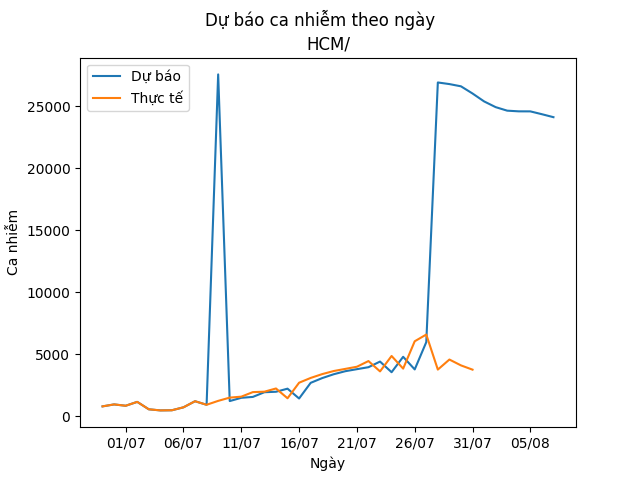 Dự báo ca nhiễm theo ngày
HCM/
Dự báo
Thực tế
Ca nhiễm
25000
20000
15000
10000
5000
0
01/07 06/07 11/07 16/07 21/07 26/07 31/07 05/08
Ngày